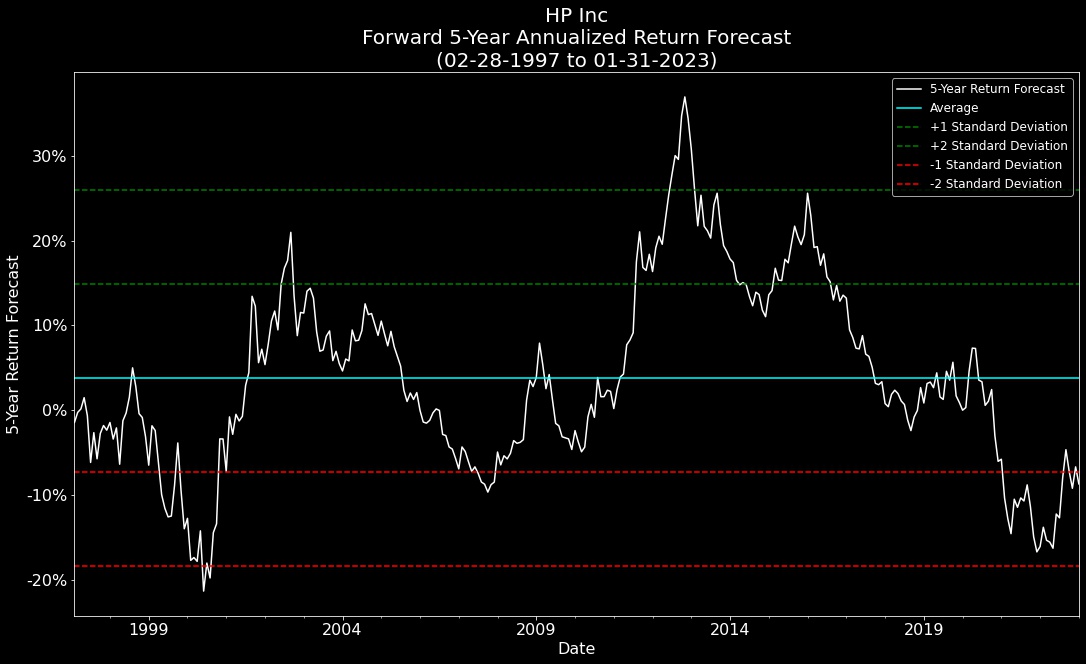 HP Inc
Forward 5-Year Annualized Return Forecast
(02-28-1997 to 01-31-2023)
5-Year Return Forecast
Average
+1 Standard Deviation
+2 Standard Deviation
-1 Standard Deviation
-2 Standard Deviation
5-Year Return Forecast
30%
20%
10%
0%
-10%
-20%
1999
2004
2009
2014
2019
Date